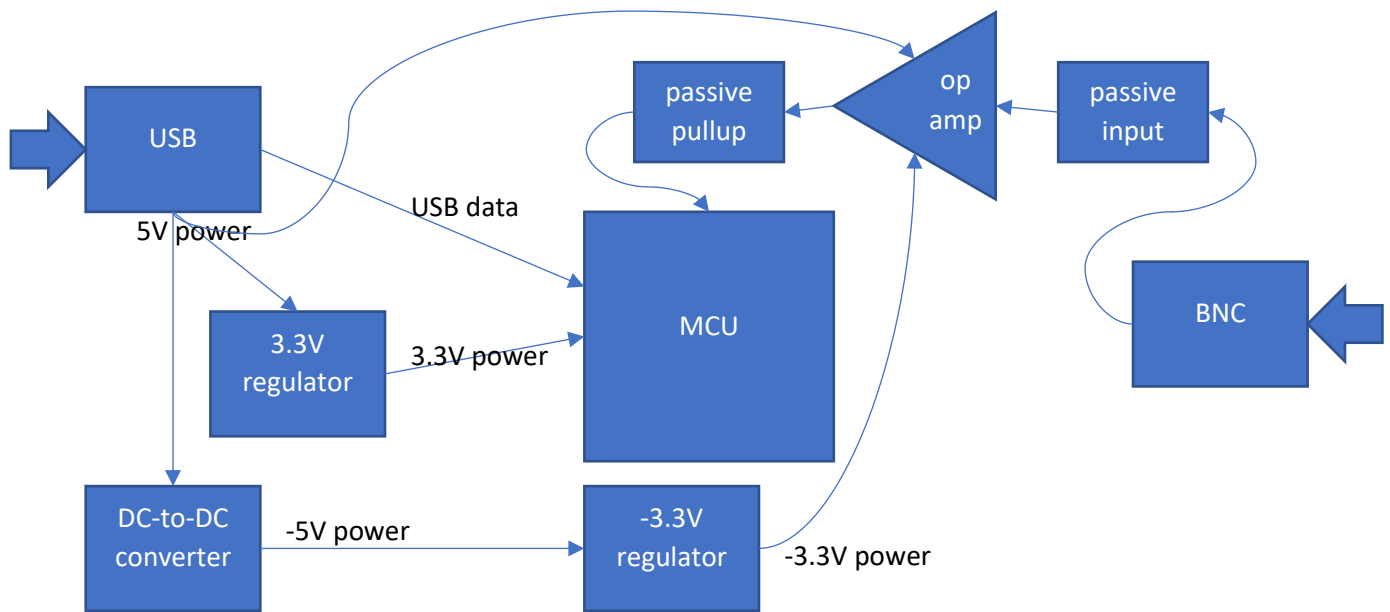 op
amp
passive
pullup
passive
input
USB
USB data
5V power
BNC
MCU
3.3V
regulator
3.3V power
DC-to-DC
converter
-5V power
-3.3V
regulator
-3.3V power